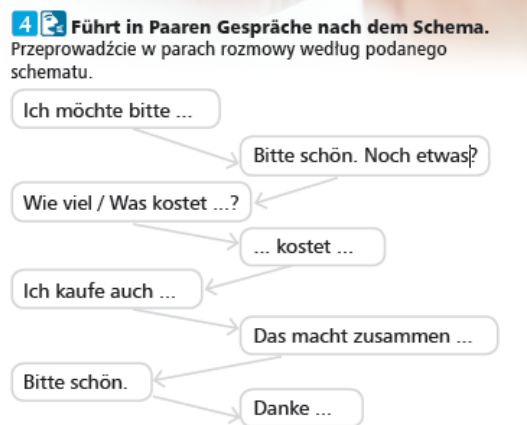 4 Führt in Paaren Gespräche nach dem Schema.
Przeprowadźcie w parach rozmowy według podanego
schematu.
Ich möchte bitte ...
Bitte schön. Noch etwas?
Wie viel / Was kostet ...?
... kostet ...
Ich kaufe auch ...
Das macht zusammen ...
Bitte schön.
Danke ...